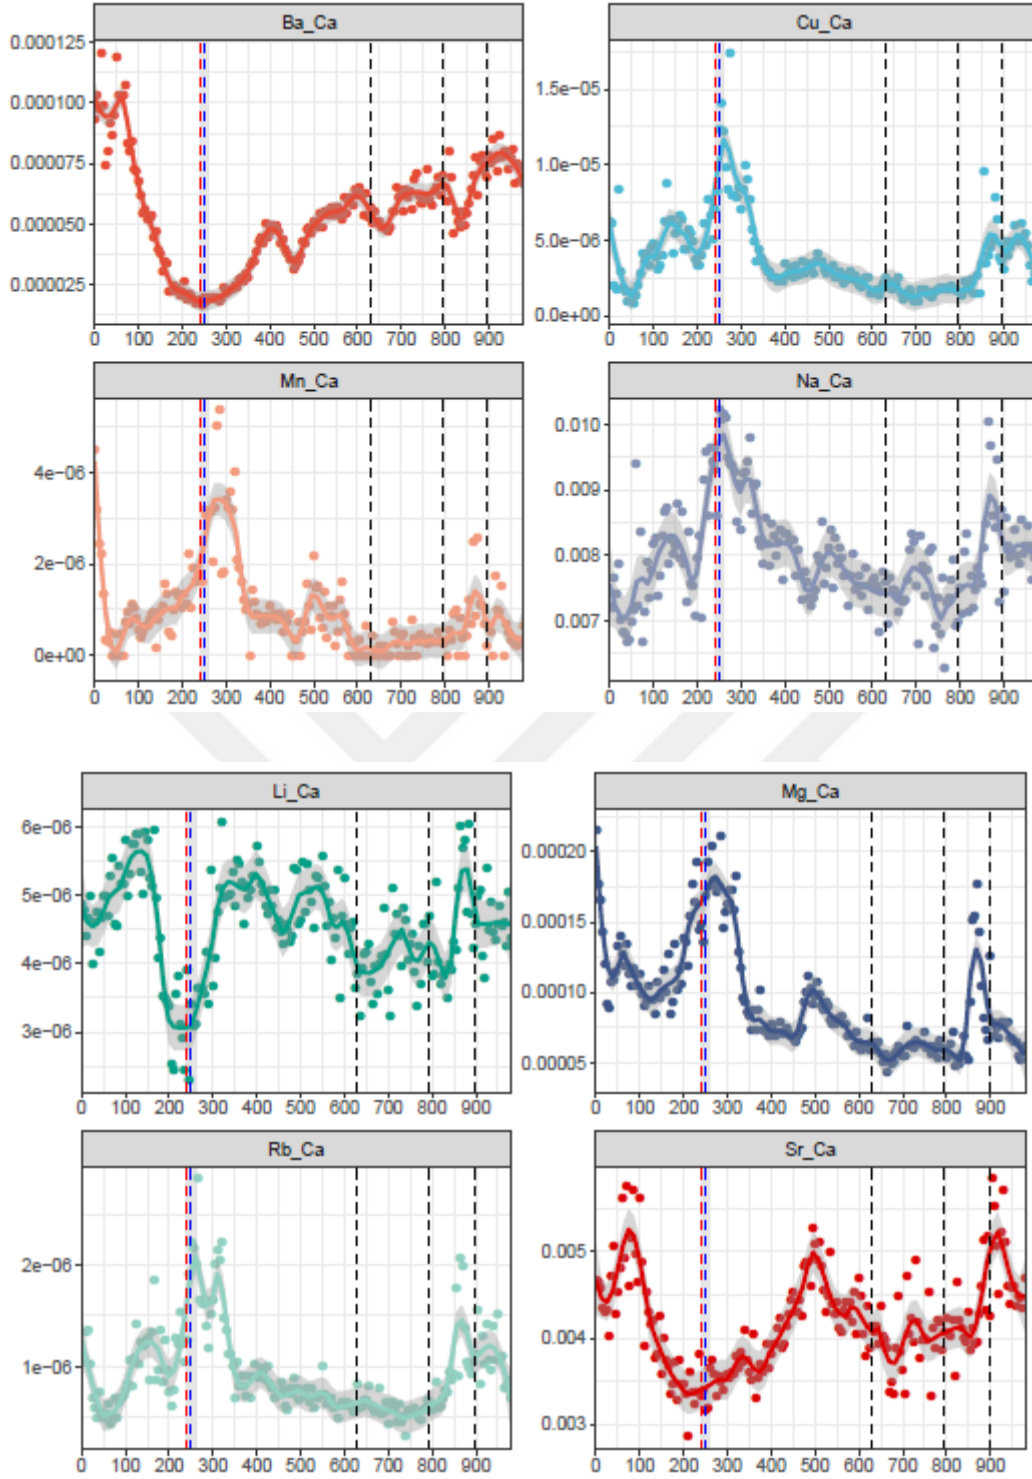 Ba_Ca
0.000125
0.000100
0.000075
0.000050
0.000025
0 100 200 300 400 500 600 700 800 900
Cu_Ca
1.5e−05
1.0e−05
5.0e−06
0.0e+00
0 100 200 300 400 500 600 700 800 900
Mn_Ca
4e−06
2e−06
0e+00
0 100 200 300 400 500 600 700 800 900
Na_Ca
0.010
0.009
0.008
0.007
0 100 200 300 400 500 600 700 800 900
Li_Ca
6e−06
5e−06
4e−06
3e−06
0 100 200 300 400 500 600 700 800 900
Mg_Ca
0.00020
0.00015
0.00010
0.00005
0 100 200 300 400 500 600 700 800 900
Rb_Ca
2e−06
1e−06
0 100 200 300 400 500 600 700 800 900
Sr_Ca
0.005
0.004
0.003
0 100 200 300 400 500 600 700 800 900